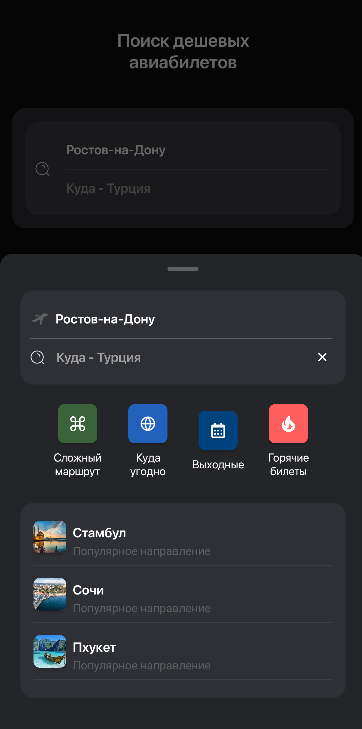 Поиск дешевых
авиабилетов
Ростов-на-Дону
Куда - Турция
Ростов-на-Дону
Куда - Турция
Сложный
маршрут
Куда
угодно
Выходные
Горячие
билеты
Стамбул
Популярное направление
Сочи
Популярное направление
Пхукет
Популярное направление